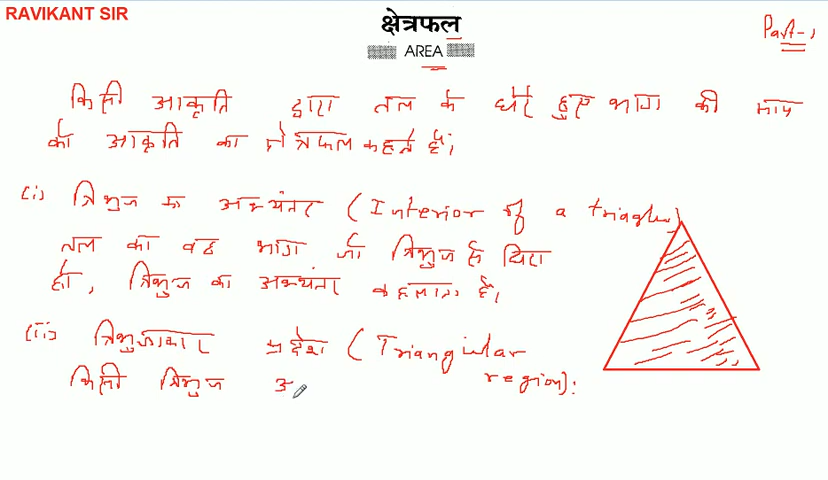 RAVIKANT SIR
क्षेत्रफल
AREA
Part-1
किसी आकृति द्वारा तल के घेरे हुए भाग की माप
को आकृति का क्षेत्रफल कहते हैं।
(i) त्रिभुज का अभ्यंतर (Interior of a triagle)
तल का वह भाग जो त्रिभुज से घिरा
हो, त्रिभुज का अभ्यंतर कहलाता है।
(ii) त्रिभुजाकार प्रदेश (Triangular
region):
किसी त्रिभुज अ